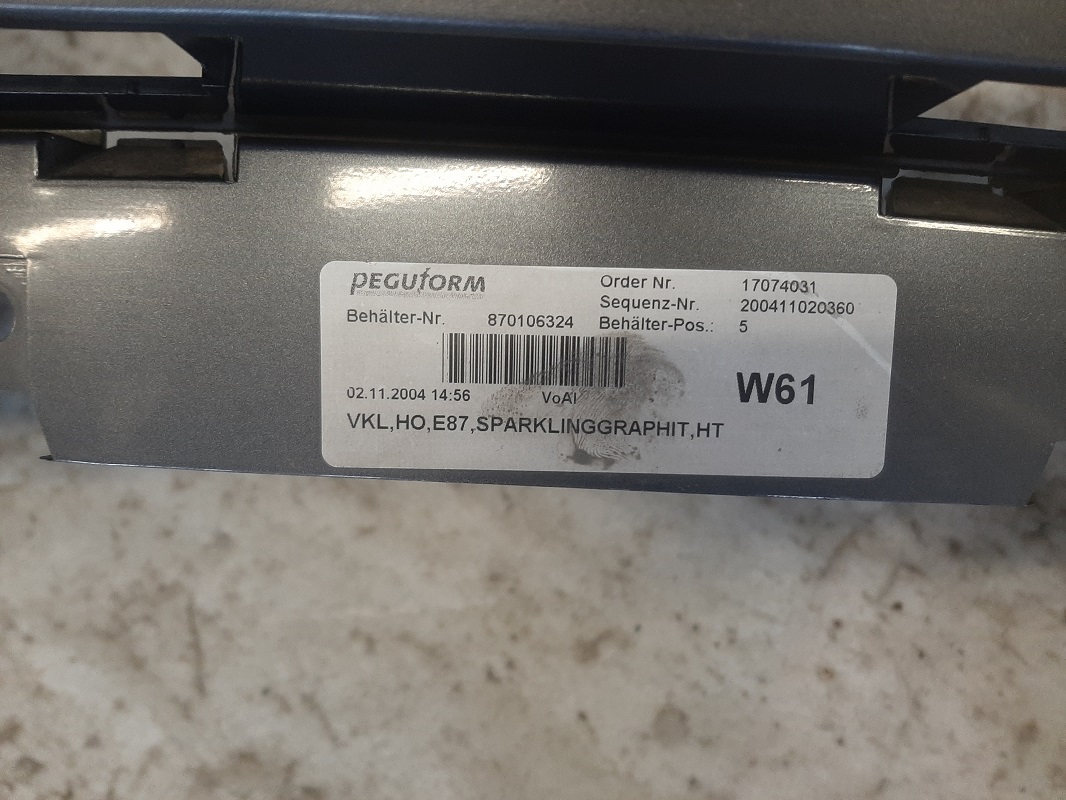 PEGUfORM
Order Nr. 17074031
Sequenz-Nr. 200411020360
Behälter-Nr. 870106324 Behälter-Pos.: 5
W61
02.11.2004 14:56 VoAl
VKL,HO,E87,SPARKLINGGRAPHIT,HT